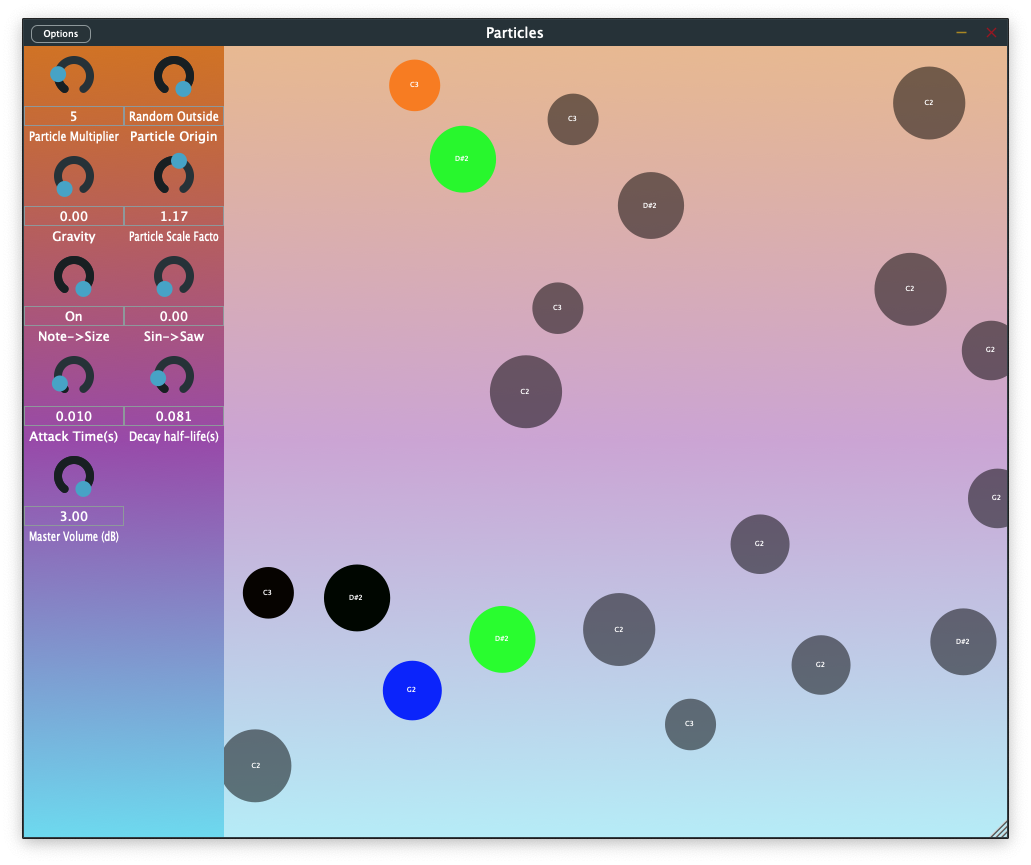 Options
Particles
5
Random Outside
Particle Multiplier
Particle Origin
0.00
1.17
Gravity
Particle Scale Facto
On
0.00
Note->Size
Sin->Saw
0.010
0.081
Attack Time(s)
Decay half-life(s)
3.00
Master Volume (dB)
C3
C2
C3
D#2
D#2
C2
C3
G2
C2
G2
G2
C3
D#2
C2
D#2
D#2
G2
G2
C3
C2